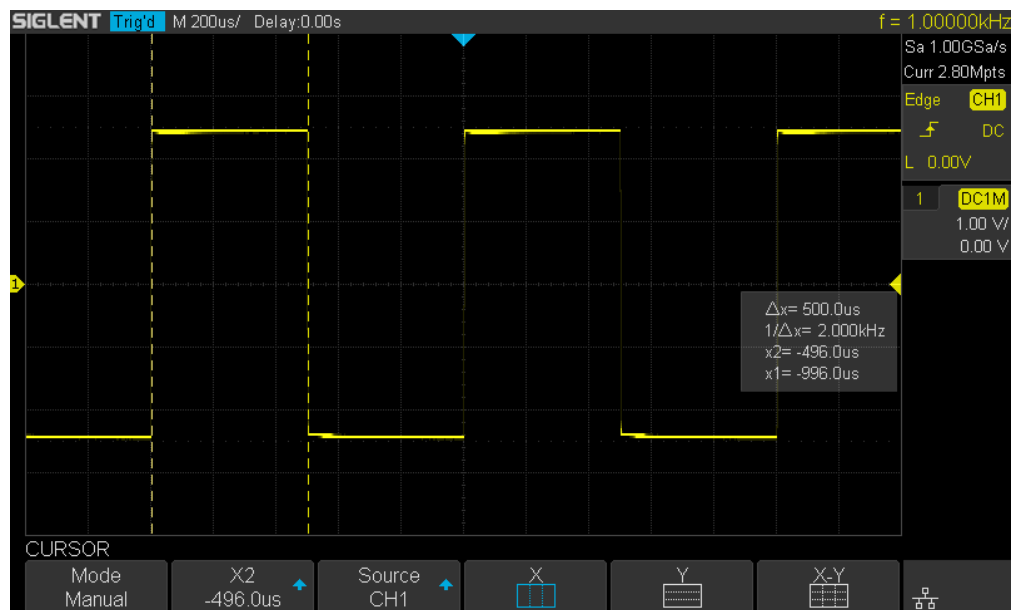 SIGLENT Trig'd M 200us/ Delay:0.00s f = 1.00000kHz
Sa 1.00GSa/s
Curr 2.80Mpts
Edge CH1
DC
L 0.00V
1 DC1M
1.00 V/
0.00 V
1
Δx= 500.0us
1/Δx= 2.000kHz
x2= -496.0us
x1= -996.0us
CURSOR
Mode
Manual
X2
-496.0us
Source
CH1
X
Y
X-Y